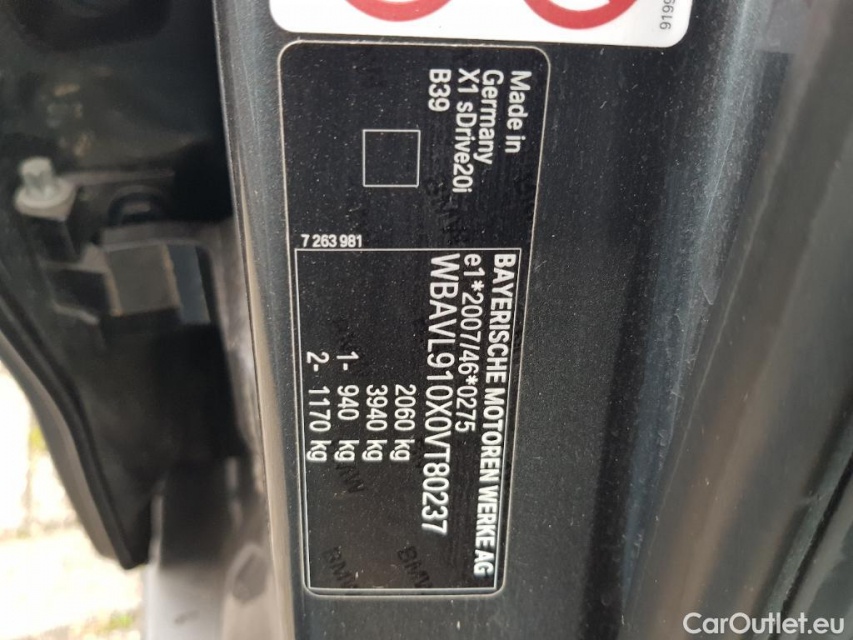 Made in
Germany
X1 sDrive20i
B39
7 263 981
BAYERISCHE MOTOREN WERKE AG
e1*2007/46*0275
WBAVL910X0VT80237
2060 kg
3940 kg
1- 940 kg
2- 1170 kg
CarOutlet.eu